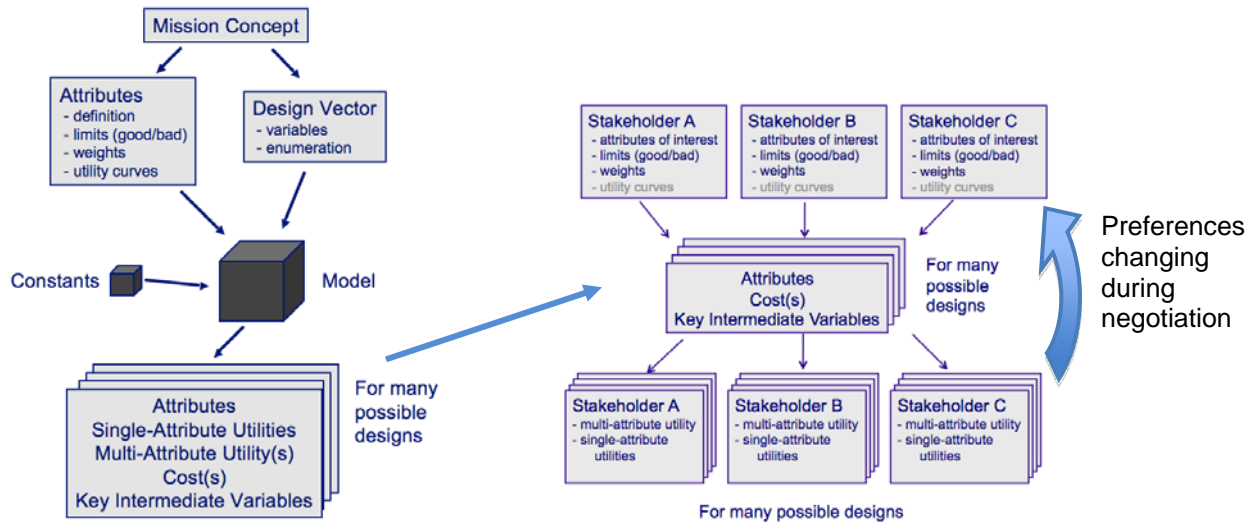 Mission Concept
Attributes
- definition
- limits (good/bad)
- weights
- utility curves
Design Vector
- variables
- enumeration
Constants
Model
Attributes
Single-Attribute Utilities
Multi-Attribute Utility(s)
Cost(s)
Key Intermediate Variables
For many
possible
designs
Stakeholder A
- attributes of interest
- limits (good/bad)
- weights
- utility curves
Stakeholder B
- attributes of interest
- limits (good/bad)
- weights
- utility curves
Stakeholder C
- attributes of interest
- limits (good/bad)
- weights
- utility curves
Attributes
Cost(s)
Key Intermediate Variables
For many
possible
designs
Preferences
changing
during
negotiation
Stakeholder A
- multi-attribute utility
- single-attribute
utilities
Stakeholder B
- multi-attribute utility
- single-attribute
utilities
Stakeholder C
- multi-attribute utility
- single-attribute
utilities
For many possible designs